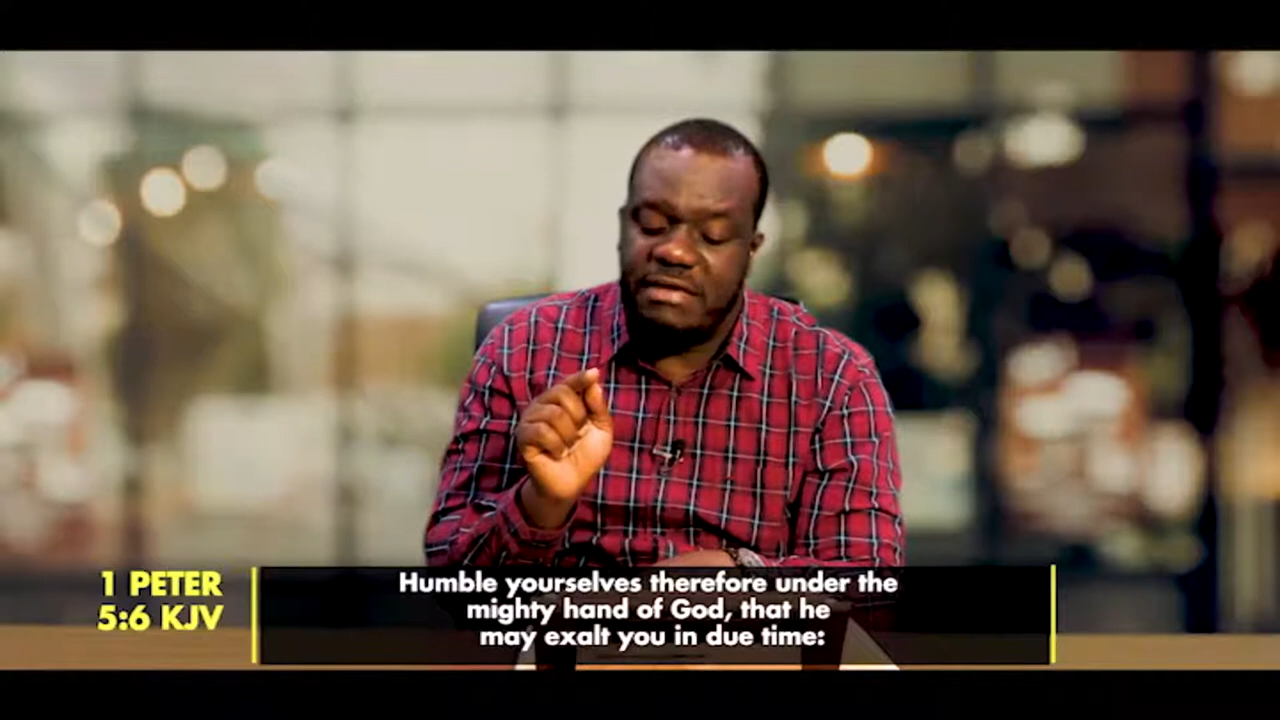 1 PETER
5:6 KJV
Humble yourselves therefore under the
mighty hand of God, that he
may exalt you in due time: